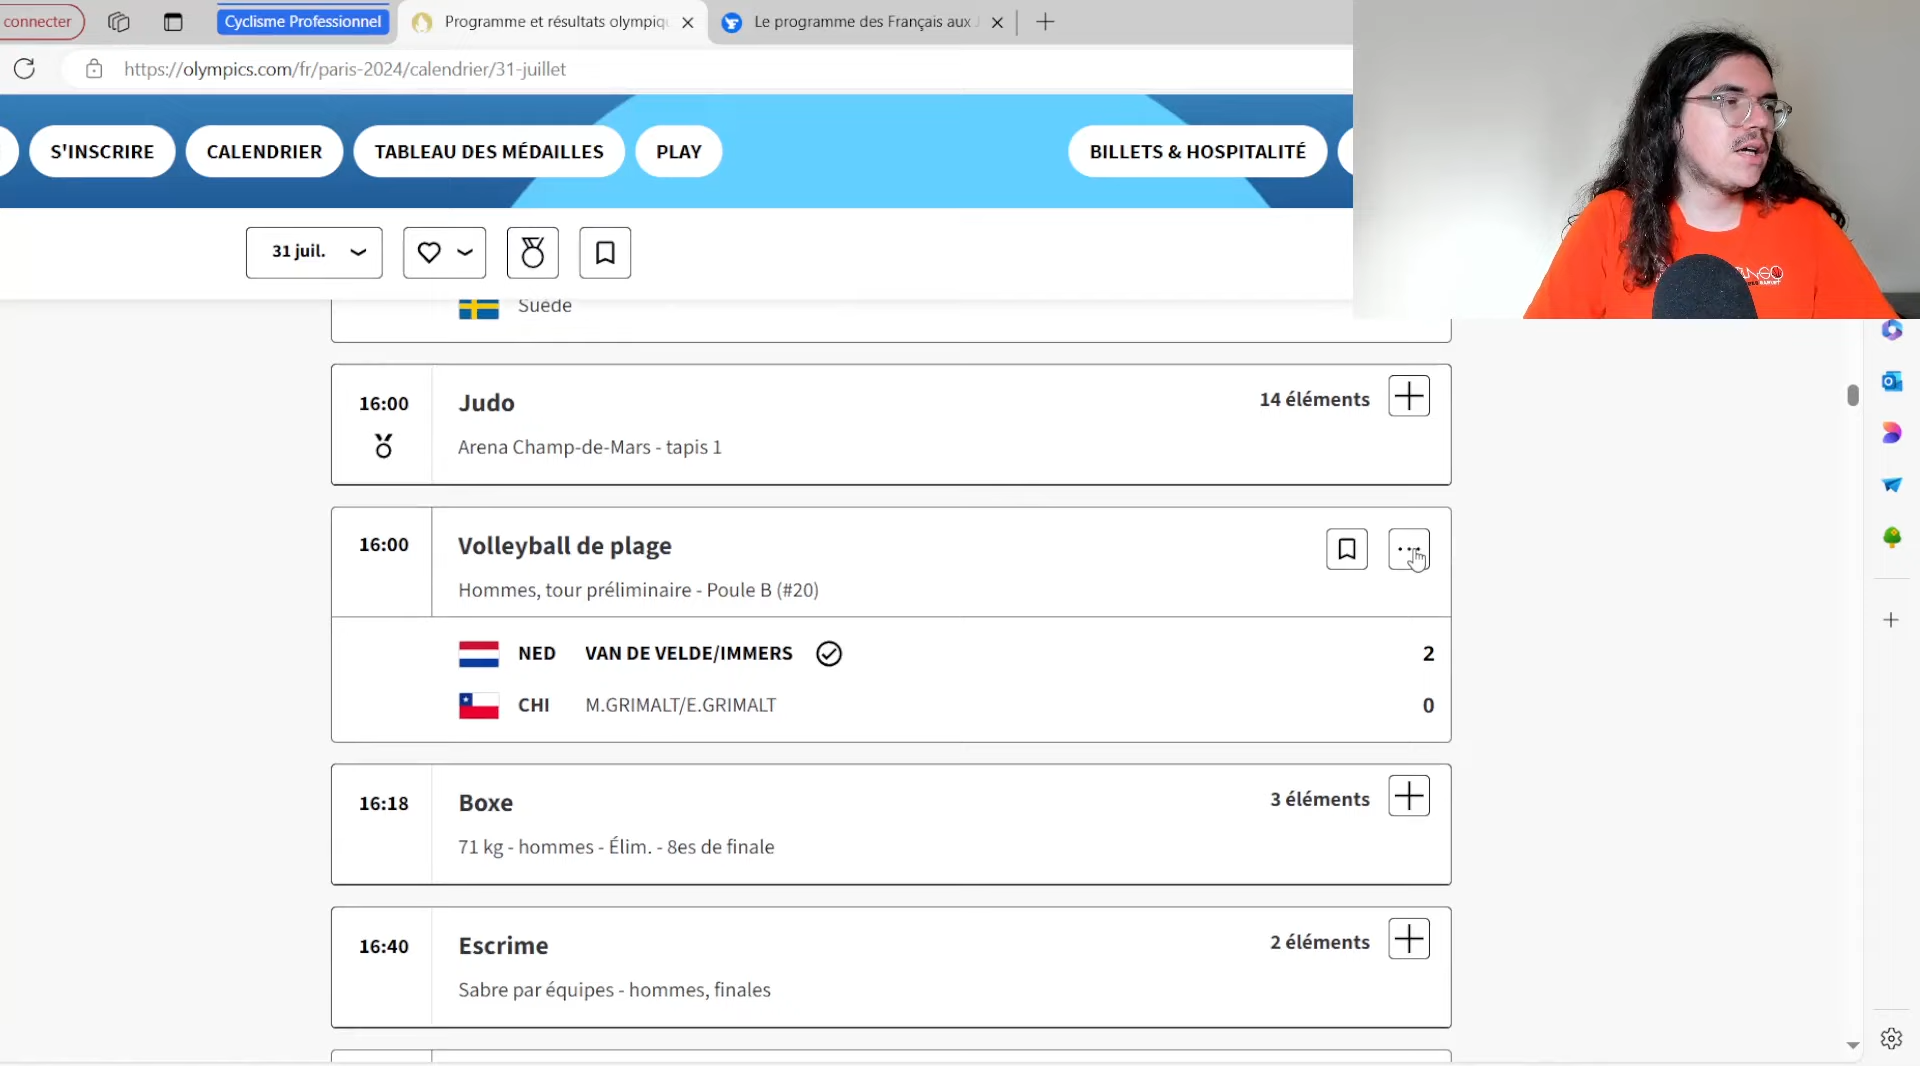 connecter
Cyclisme Professionnel
Programme et résultats olympiq
Le programme des Français aux J
https://olympics.com/fr/paris-2024/calendrier/31-juillet
S'INSCRIRE
CALENDRIER
TABLEAU DES MÉDAILLES
PLAY
BILLETS & HOSPITALITÉ
31 juil.
Suède
16:00
Judo
14 éléments
Arena Champ-de-Mars - tapis 1
16:00
Volleyball de plage
Hommes, tour préliminaire - Poule B (#20)
NED VAN DE VELDE/IMMERS 2
CHI M.GRIMALT/E.GRIMALT 0
16:18
Boxe
3 éléments
71 kg - hommes - Élim. - 8es de finale
16:40
Escrime
2 éléments
Sabre par équipes - hommes, finales